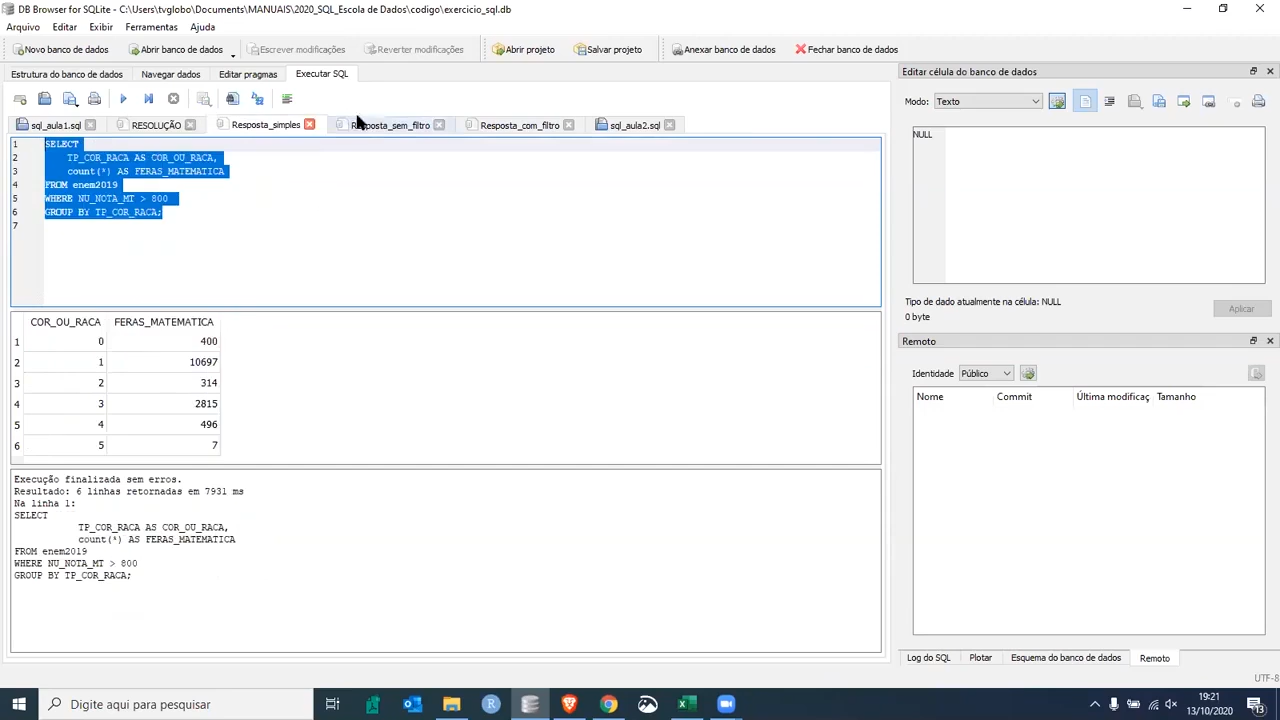 DB Browser for SQLite - C:\Users\tvglobo\Documents\MANUAIS\2020_SQL_Escola de Dados\codigo\exercicio_sql.db
Arquivo Editar Exibir Ferramentas Ajuda
Novo banco de dados Abrir banco de dados Escrever modificações Reverter modificações Abrir projeto Salvar projeto Anexar banco de dados Fechar banco de dados
Estrutura do banco de dados Navegar dados Editar pragmas Executar SQL
sql_aula1.sql RESOLUÇÃO Resposta_simples Resposta_sem_filtro Resposta_com_filtro sql_aula2.sql
1 SELECT
2 TP_COR_RACA AS COR_OU_RACA,
3 count(*) AS FERAS_MATEMATICA
4 FROM enem2019
5 WHERE NU_NOTA_MT > 800
6 GROUP BY TP_COR_RACA;
7
COR_OU_RACA FERAS_MATEMATICA
1 0 400
2 1 10697
3 2 314
4 3 2815
5 4 496
6 5 7
Execução finalizada sem erros.
Resultado: 6 linhas retornadas em 7931 ms
Na linha 1:
SELECT
TP_COR_RACA AS COR_OU_RACA,
count(*) AS FERAS_MATEMATICA
FROM enem2019
WHERE NU_NOTA_MT > 800
GROUP BY TP_COR_RACA;
Editar célula do banco de dados
Modo: Texto
NULL
Tipo de dado atualmente na célula: NULL
0 byte
Aplicar
Remoto
Identidade Público
Nome Commit Última modificaç Tamanho
Log do SQL Plotar Esquema do banco de dados Remoto
UTF-8
Digite aqui para pesquisar
19:21
13/10/2020
13